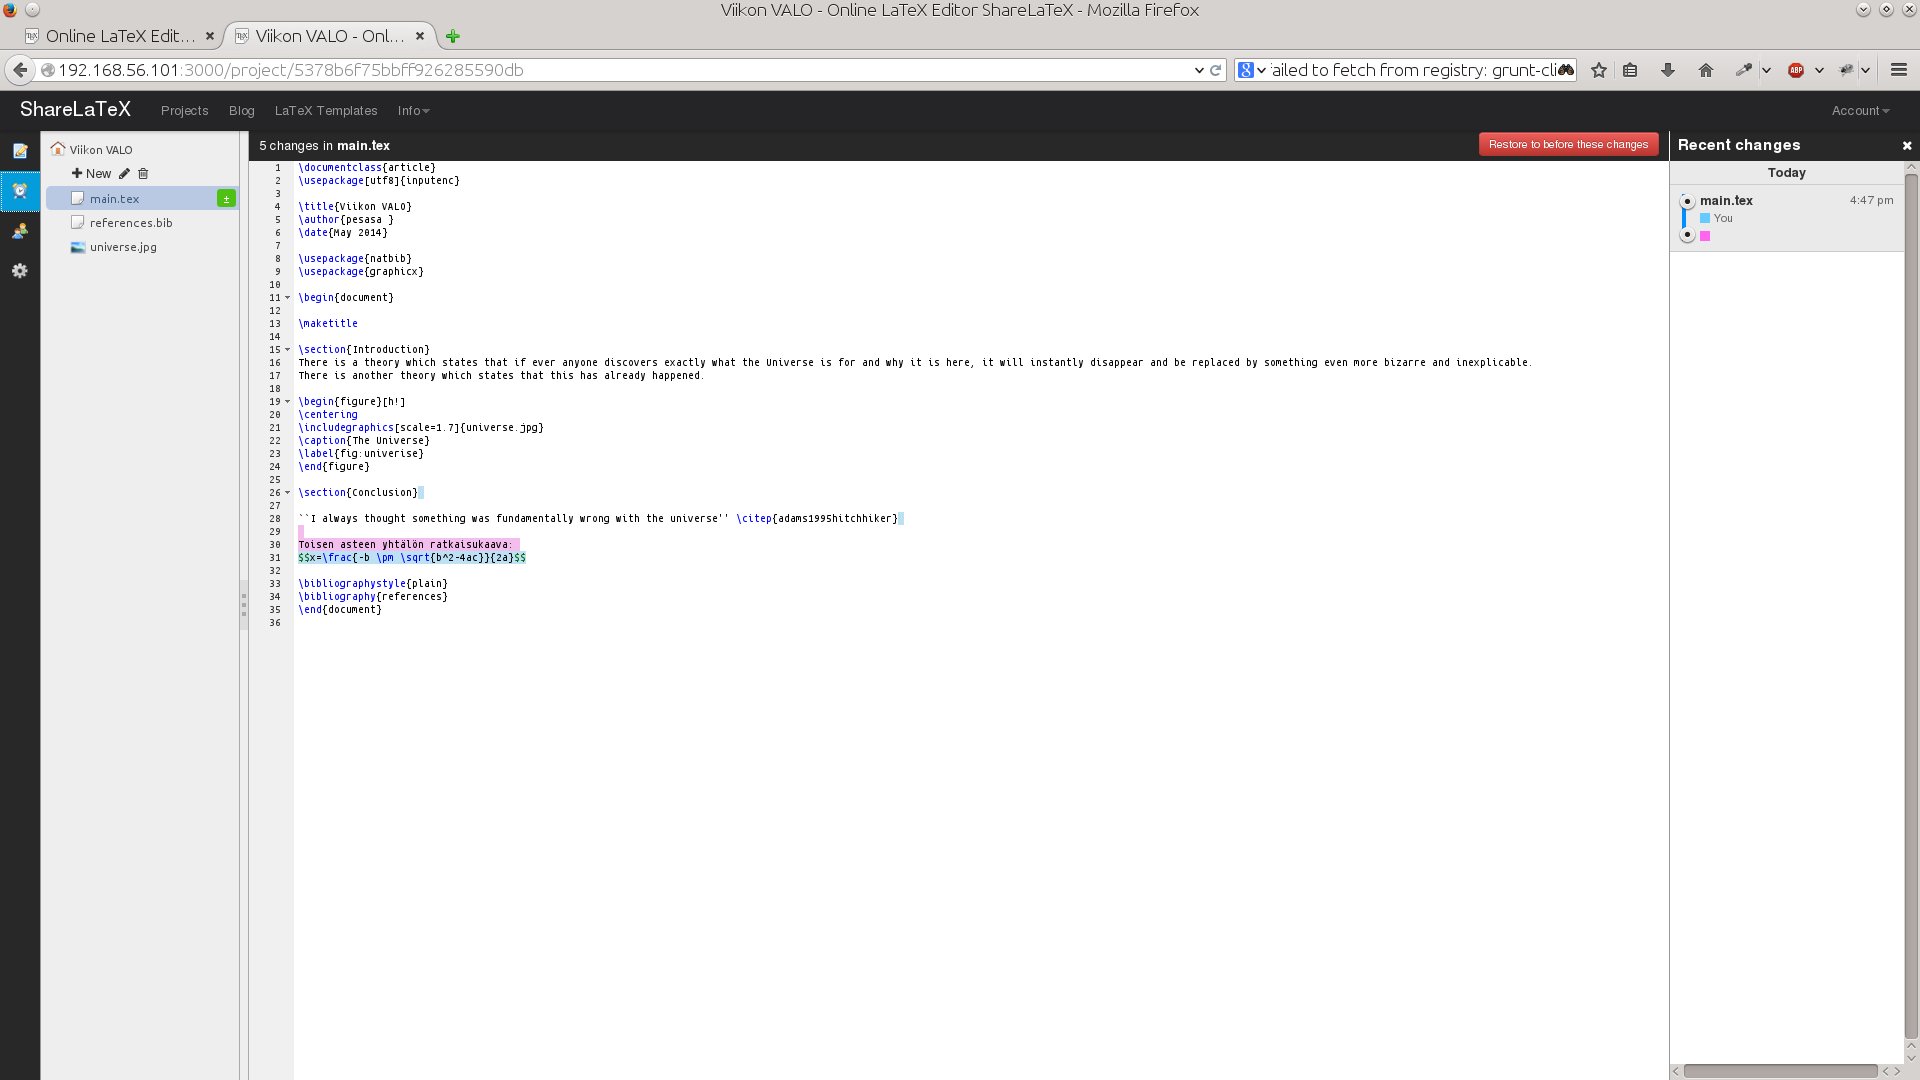 Viikon VALO - Online LaTeX Editor ShareLaTeX - Mozilla Firefox
Online LaTeX Edit...
Viikon VALO - Onl...
192.168.56.101:3000/project/5378b6f75bbff926285590db
failed to fetch from registry: grunt-cli
ABP
ShareLaTeX
Projects
Blog
LaTeX Templates
Info
Account
Viikon VALO
New
main.tex
references.bib
universe.jpg
5 changes in main.tex
Restore to before these changes
1 \documentclass{article}
2 \usepackage[utf8]{inputenc}
3
4 \title{Viikon VALO}
5 \author{pesasa }
6 \date{May 2014}
7
8 \usepackage{natbib}
9 \usepackage{graphicx}
10
11 \begin{document}
12
13 \maketitle
14
15 \section{Introduction}
16 There is a theory which states that if ever anyone discovers exactly what the Universe is for and why it is here, it will instantly disappear and be replaced by something even more bizarre and inexplicable.
17 There is another theory which states that this has already happened.
18
19 \begin{figure}[h!]
20 \centering
21 \includegraphics[scale=1.7]{universe.jpg}
22 \caption{The Universe}
23 \label{fig:univerise}
24 \end{figure}
25
26 \section{Conclusion}
27
28 ``I always thought something was fundamentally wrong with the universe'' \citep{adams1995hitchhiker}
29
30 Toisen asteen yhtälön ratkaisukaava:
31 $$x=\frac{-b \pm \sqrt{b^2-4ac}}{2a}$$
32
33 \bibliographystyle{plain}
34 \bibliography{references}
35 \end{document}
36
Recent changes
Today
main.tex 4:47 pm
You